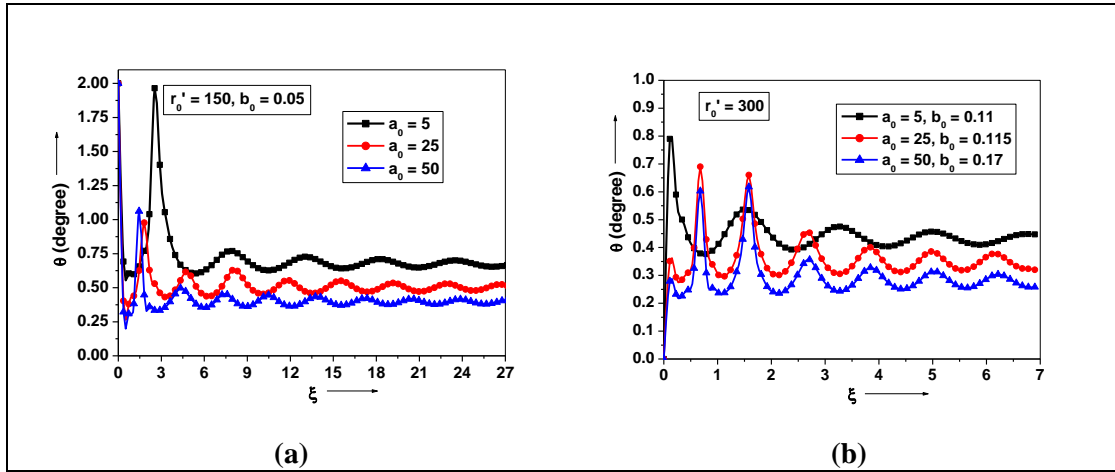 2.00
1.75
1.50
1.25
1.00
0.75
0.50
0.25
0.00
θ (degree)
r₀' = 150, b₀ = 0.05
a₀ = 5
a₀ = 25
a₀ = 50
0 3 6 9 12 15 18 21 24 27
ξ
(a)
1.0
0.9
0.8
0.7
0.6
0.5
0.4
0.3
0.2
0.1
0.0
θ (degree)
r₀' = 300
a₀ = 5, b₀ = 0.11
a₀ = 25, b₀ = 0.115
a₀ = 50, b₀ = 0.17
0 1 2 3 4 5 6 7
ξ
(b)